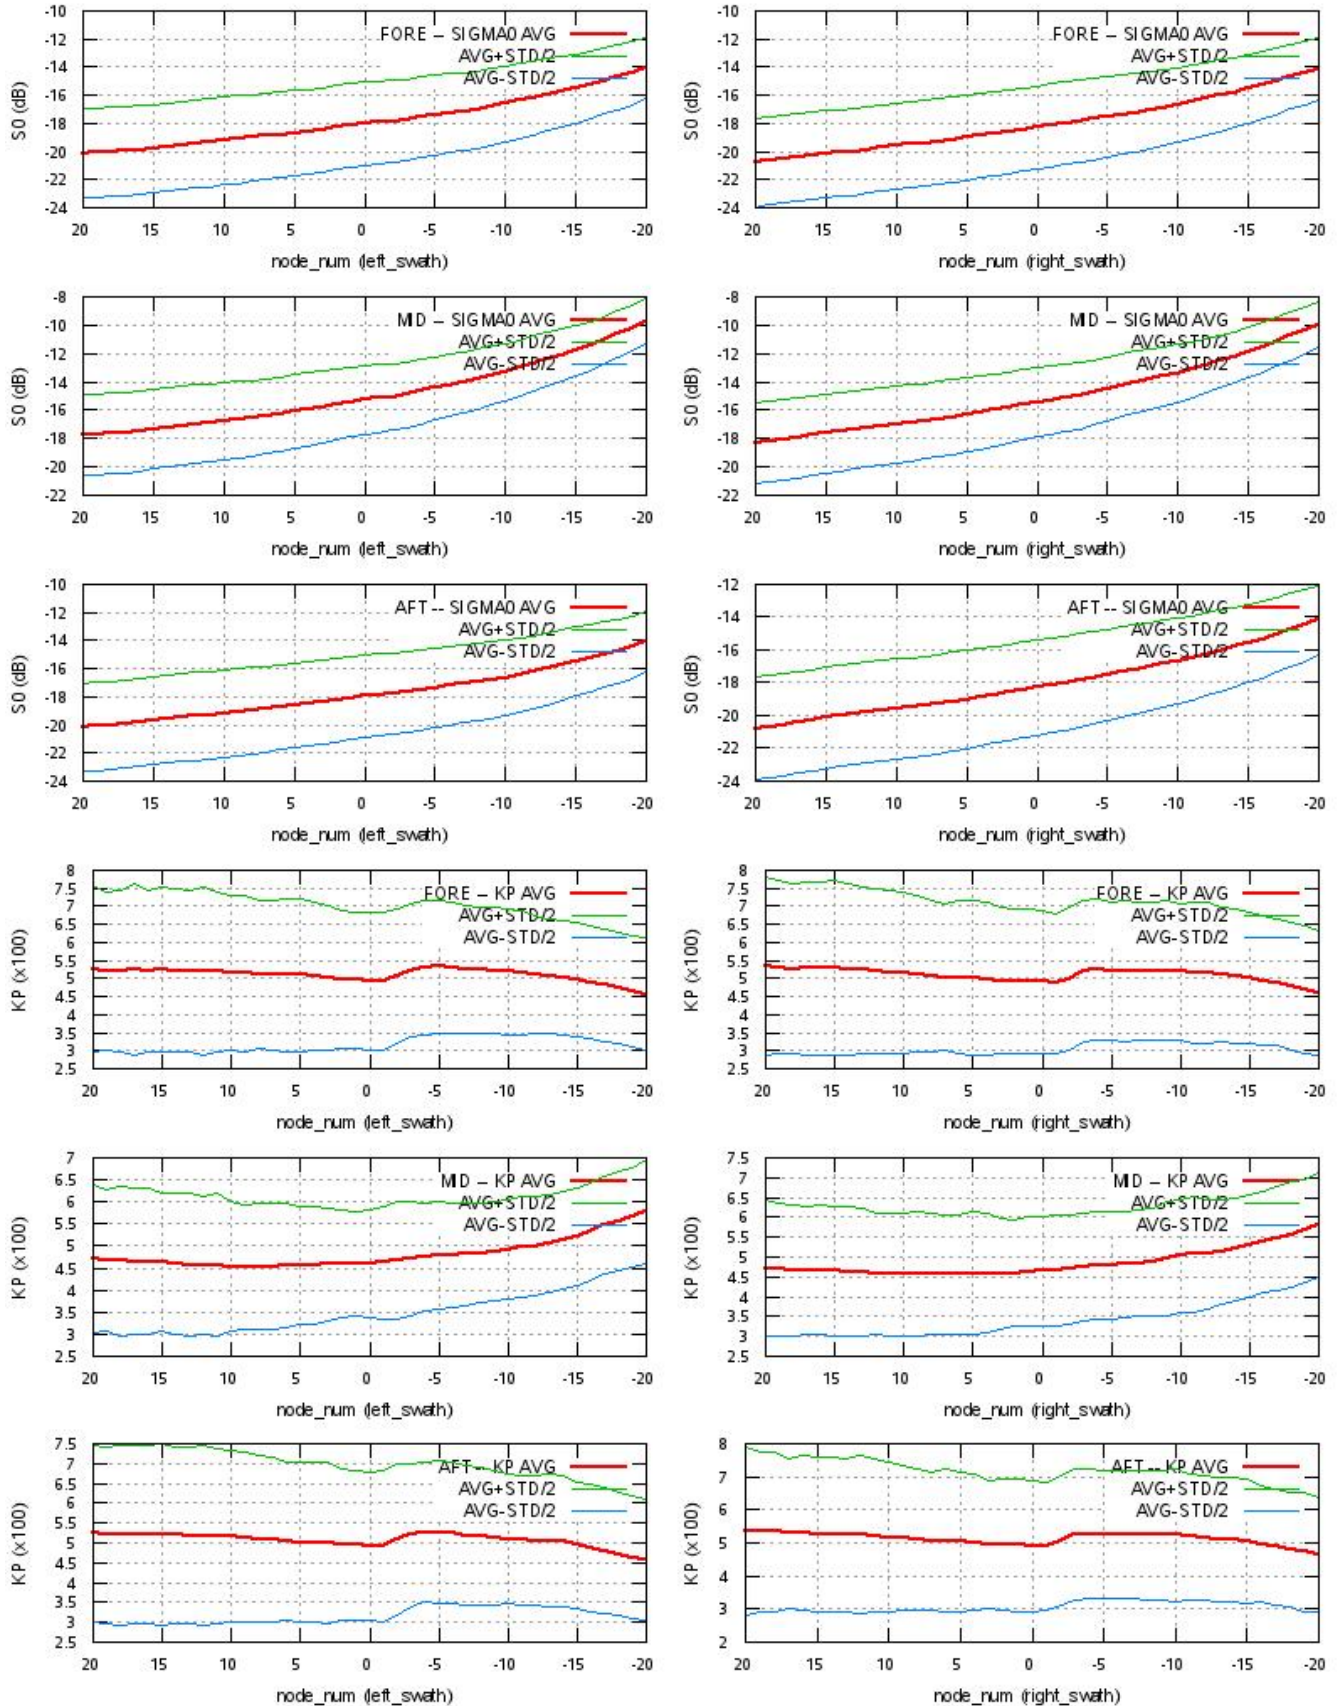 -10 -10
-12 FORE -- SIGMA0 AVG -12 FORE -- SIGMA0 AVG
AVG+STD/2 AVG+STD/2
-14 AVG-STD/2 -14 AVG-STD/2
S0 (dB) -16 S0 (dB) -16
-18 -18
-20 -20
-22 -22
-24 -24
20 15 10 5 0 -5 -10 -15 -20 20 15 10 5 0 -5 -10 -15 -20
node_num (left_swath) node_num (right_swath)
-8 -8
-10 MID -- SIGMA0 AVG -10 MID -- SIGMA0 AVG
-12 AVG+STD/2 -12 AVG+STD/2
AVG-STD/2 AVG-STD/2
-14 -14
S0 (dB) -16 S0 (dB) -16
-18 -18
-20 -20
-22 -22
20 15 10 5 0 -5 -10 -15 -20 20 15 10 5 0 -5 -10 -15 -20
node_num (left_swath) node_num (right_swath)
-10 -12
-12 AFT -- SIGMA0 AVG AFT -- SIGMA0 AVG
-14 AVG+STD/2 -14 AVG+STD/2
AVG-STD/2 -16 AVG-STD/2
S0 (dB) -16 S0 (dB)
-18 -18
-20 -20
-22 -22
-24 -24
20 15 10 5 0 -5 -10 -15 -20 20 15 10 5 0 -5 -10 -15 -20
node_num (left_swath) node_num (right_swath)
8 8
7.5 FORE -- KP AVG 7.5 FORE -- KP AVG
7 AVG+STD/2 7 AVG+STD/2
6.5 6.5
6 AVG-STD/2 6 AVG-STD/2
5.5 5.5
KP (x100) 5 KP (x100) 5
4.5 4.5
4 4
3.5 3.5
3 3
2.5 2.5
20 15 10 5 0 -5 -10 -15 -20 20 15 10 5 0 -5 -10 -15 -20
node_num (left_swath) node_num (right_swath)
7 7.5
6.5 MID -- KP AVG 7 MID -- KP AVG
6 AVG+STD/2 6.5 AVG+STD/2
5.5 AVG-STD/2 6 AVG-STD/2
5 5.5
KP (x100) 4.5 KP (x100) 5
4 4.5
3.5 4
3 3.5
2.5 3
2.5
20 15 10 5 0 -5 -10 -15 -20 20 15 10 5 0 -5 -10 -15 -20
node_num (left_swath) node_num (right_swath)
7.5 8
7 AFT -- KP AVG AFT -- KP AVG
6.5 AVG+STD/2 7 AVG+STD/2
6 AVG-STD/2 6 AVG-STD/2
5.5
KP (x100) 5 KP (x100) 5
4.5
4 4
3.5
3 3
2.5 2
20 15 10 5 0 -5 -10 -15 -20 20 15 10 5 0 -5 -10 -15 -20
node_num (left_swath) node_num (right_swath)